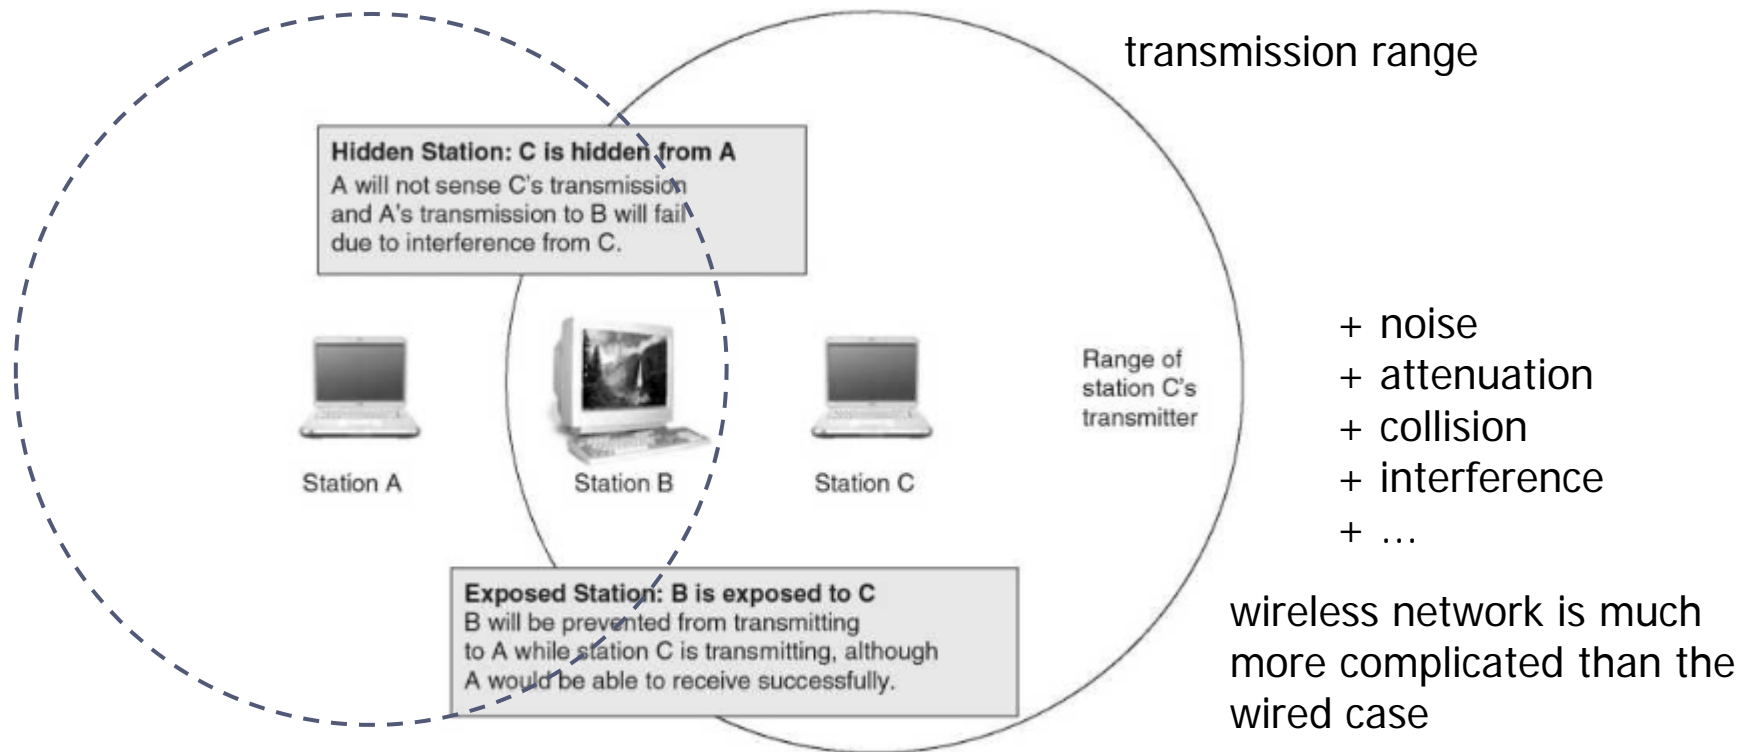 transmission range
Hidden Station: C is hidden from A
A will not sense C's transmission
and A's transmission to B will fail
due to interference from C.
Station A
Station B
Station C
Range of
station C's
transmitter
+ noise
+ attenuation
+ collision
+ interference
+ ...
Exposed Station: B is exposed to C
B will be prevented from transmitting
to A while station C is transmitting, although
A would be able to receive successfully.
wireless network is much
more complicated than the
wired case